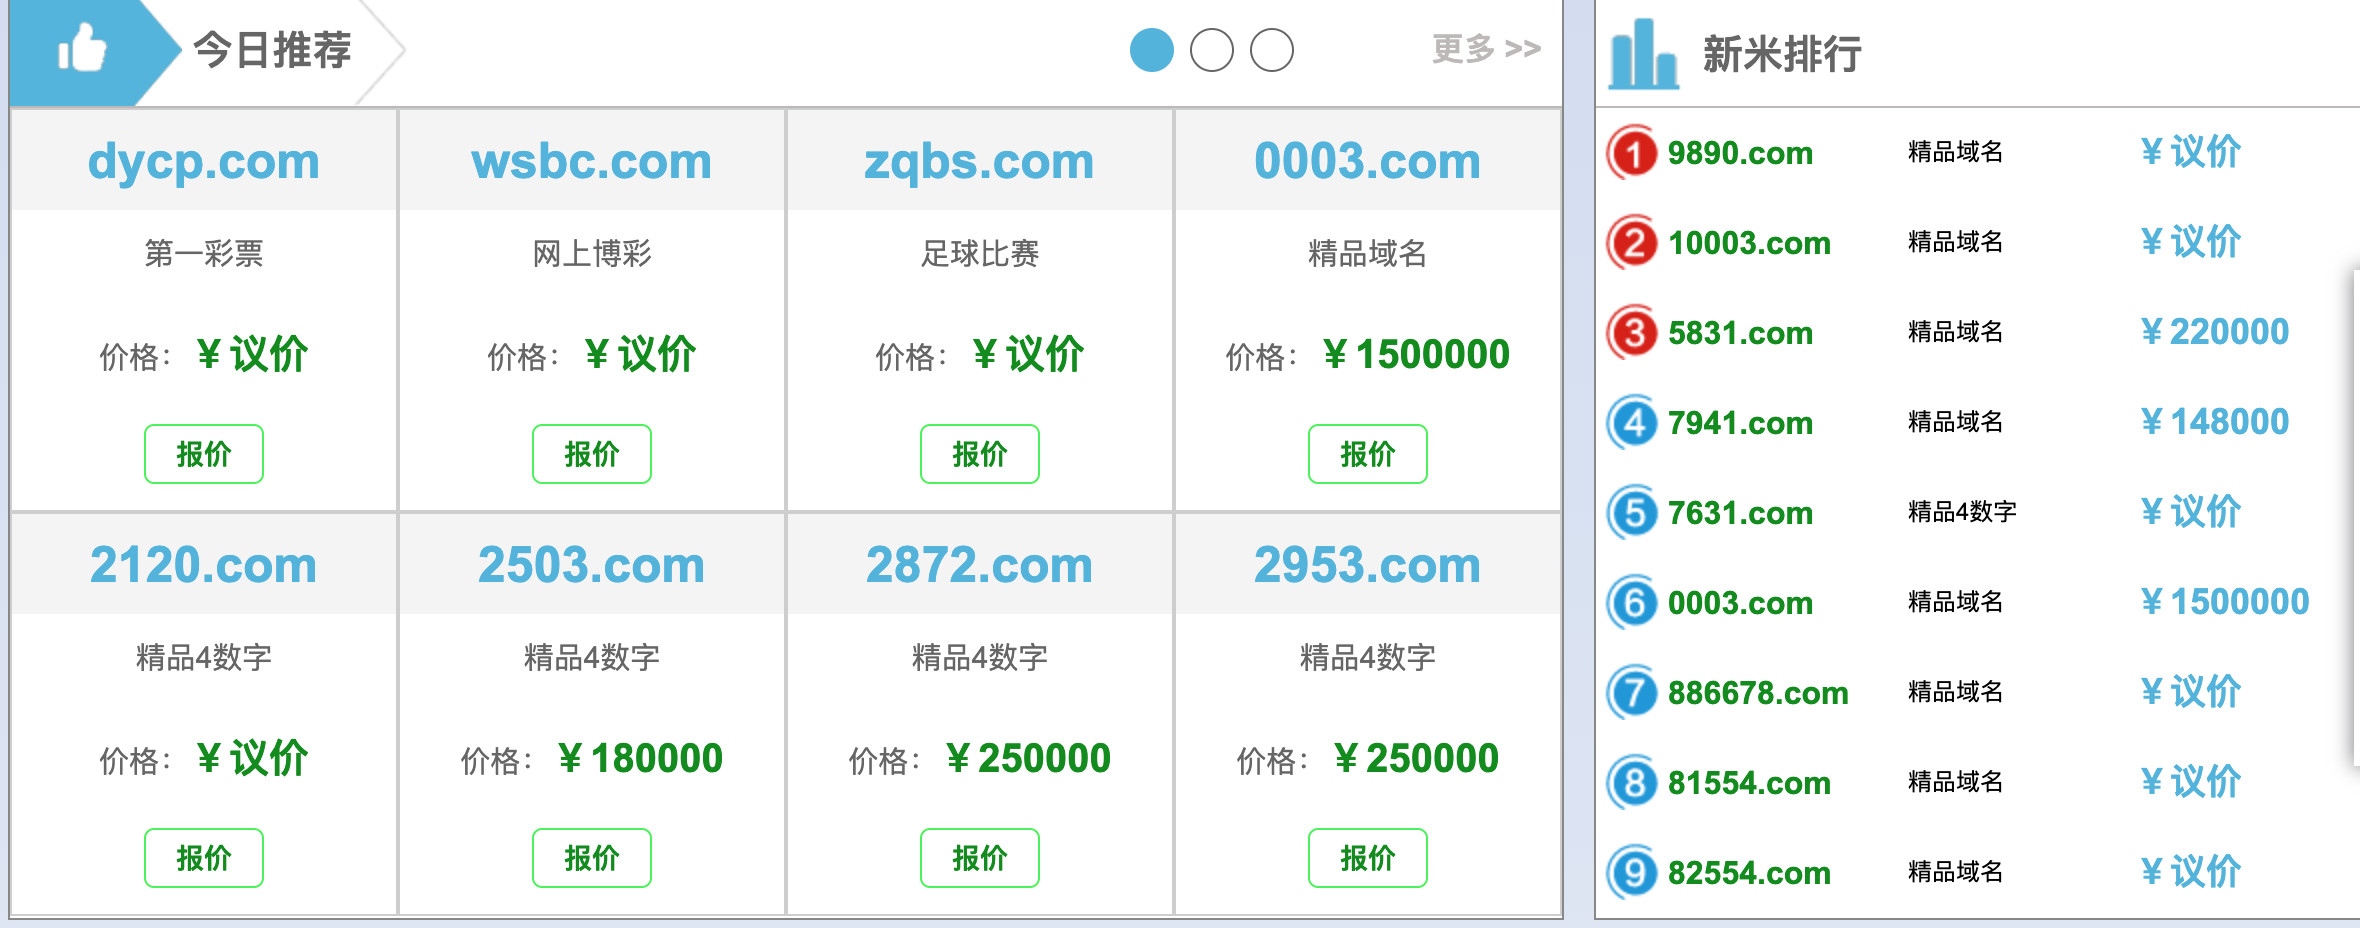 今日推荐
更多 >>
dycp.com
wsbc.com
zqbs.com
0003.com
第一彩票
网上博彩
足球比赛
精品域名
价格： ¥ 议价
价格： ¥ 议价
价格： ¥ 议价
价格： ¥ 1500000
报价
报价
报价
报价
2120.com
2503.com
2872.com
2953.com
精品4数字
精品4数字
精品4数字
精品4数字
价格： ¥ 议价
价格： ¥ 180000
价格： ¥ 250000
价格： ¥ 250000
报价
报价
报价
报价
新米排行
1 9890.com 精品域名 ¥ 议价
2 10003.com 精品域名 ¥ 议价
3 5831.com 精品域名 ¥ 220000
4 7941.com 精品域名 ¥ 148000
5 7631.com 精品4数字 ¥ 议价
6 0003.com 精品域名 ¥ 1500000
7 886678.com 精品域名 ¥ 议价
8 81554.com 精品域名 ¥ 议价
9 82554.com 精品域名 ¥ 议价